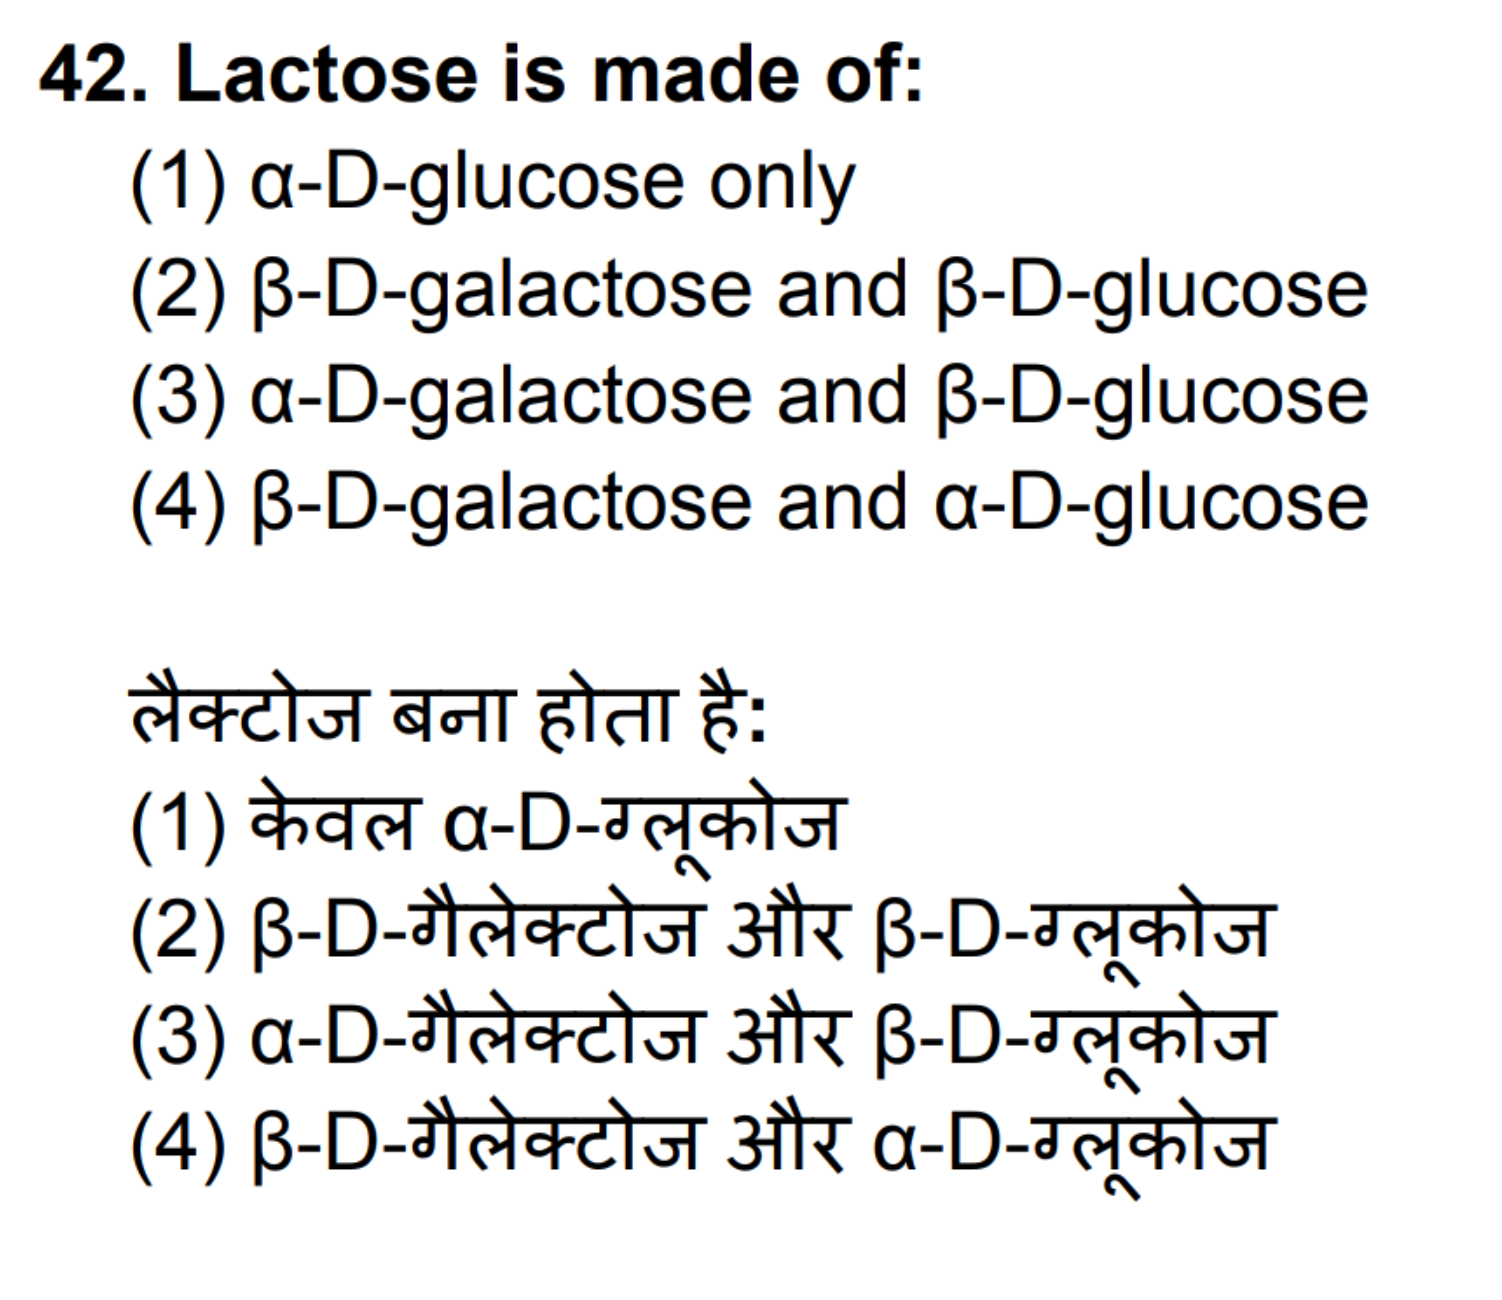 42. Lactose is made of:
(1) α-D-glucose only
(2) β-D-galactose and β-D-glucose
(3) α-D-galactose and β-D-glucose
(4) β-D-galactose and α-D-glucose
लैक्टोज बना होता है:
(1) केवल α-D-ग्लूकोज
(2) β-D-गैलेक्टोज और β-D-ग्लूकोज
(3) α-D-गैलेक्टोज और β-D-ग्लूकोज
(4) β-D-गैलेक्टोज और α-D-ग्लूकोज